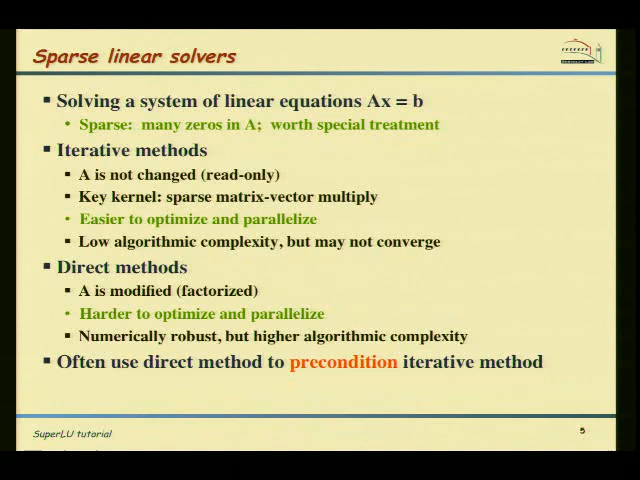 Sparse linear solvers
Solving a system of linear equations Ax = b
Sparse: many zeros in A; worth special treatment
Iterative methods
A is not changed (read-only)
Key kernel: sparse matrix-vector multiply
Easier to optimize and parallelize
Low algorithmic complexity, but may not converge
Direct methods
A is modified (factorized)
Harder to optimize and parallelize
Numerically robust, but higher algorithmic complexity
Often use direct method to precondition iterative method
SuperLU tutorial
5